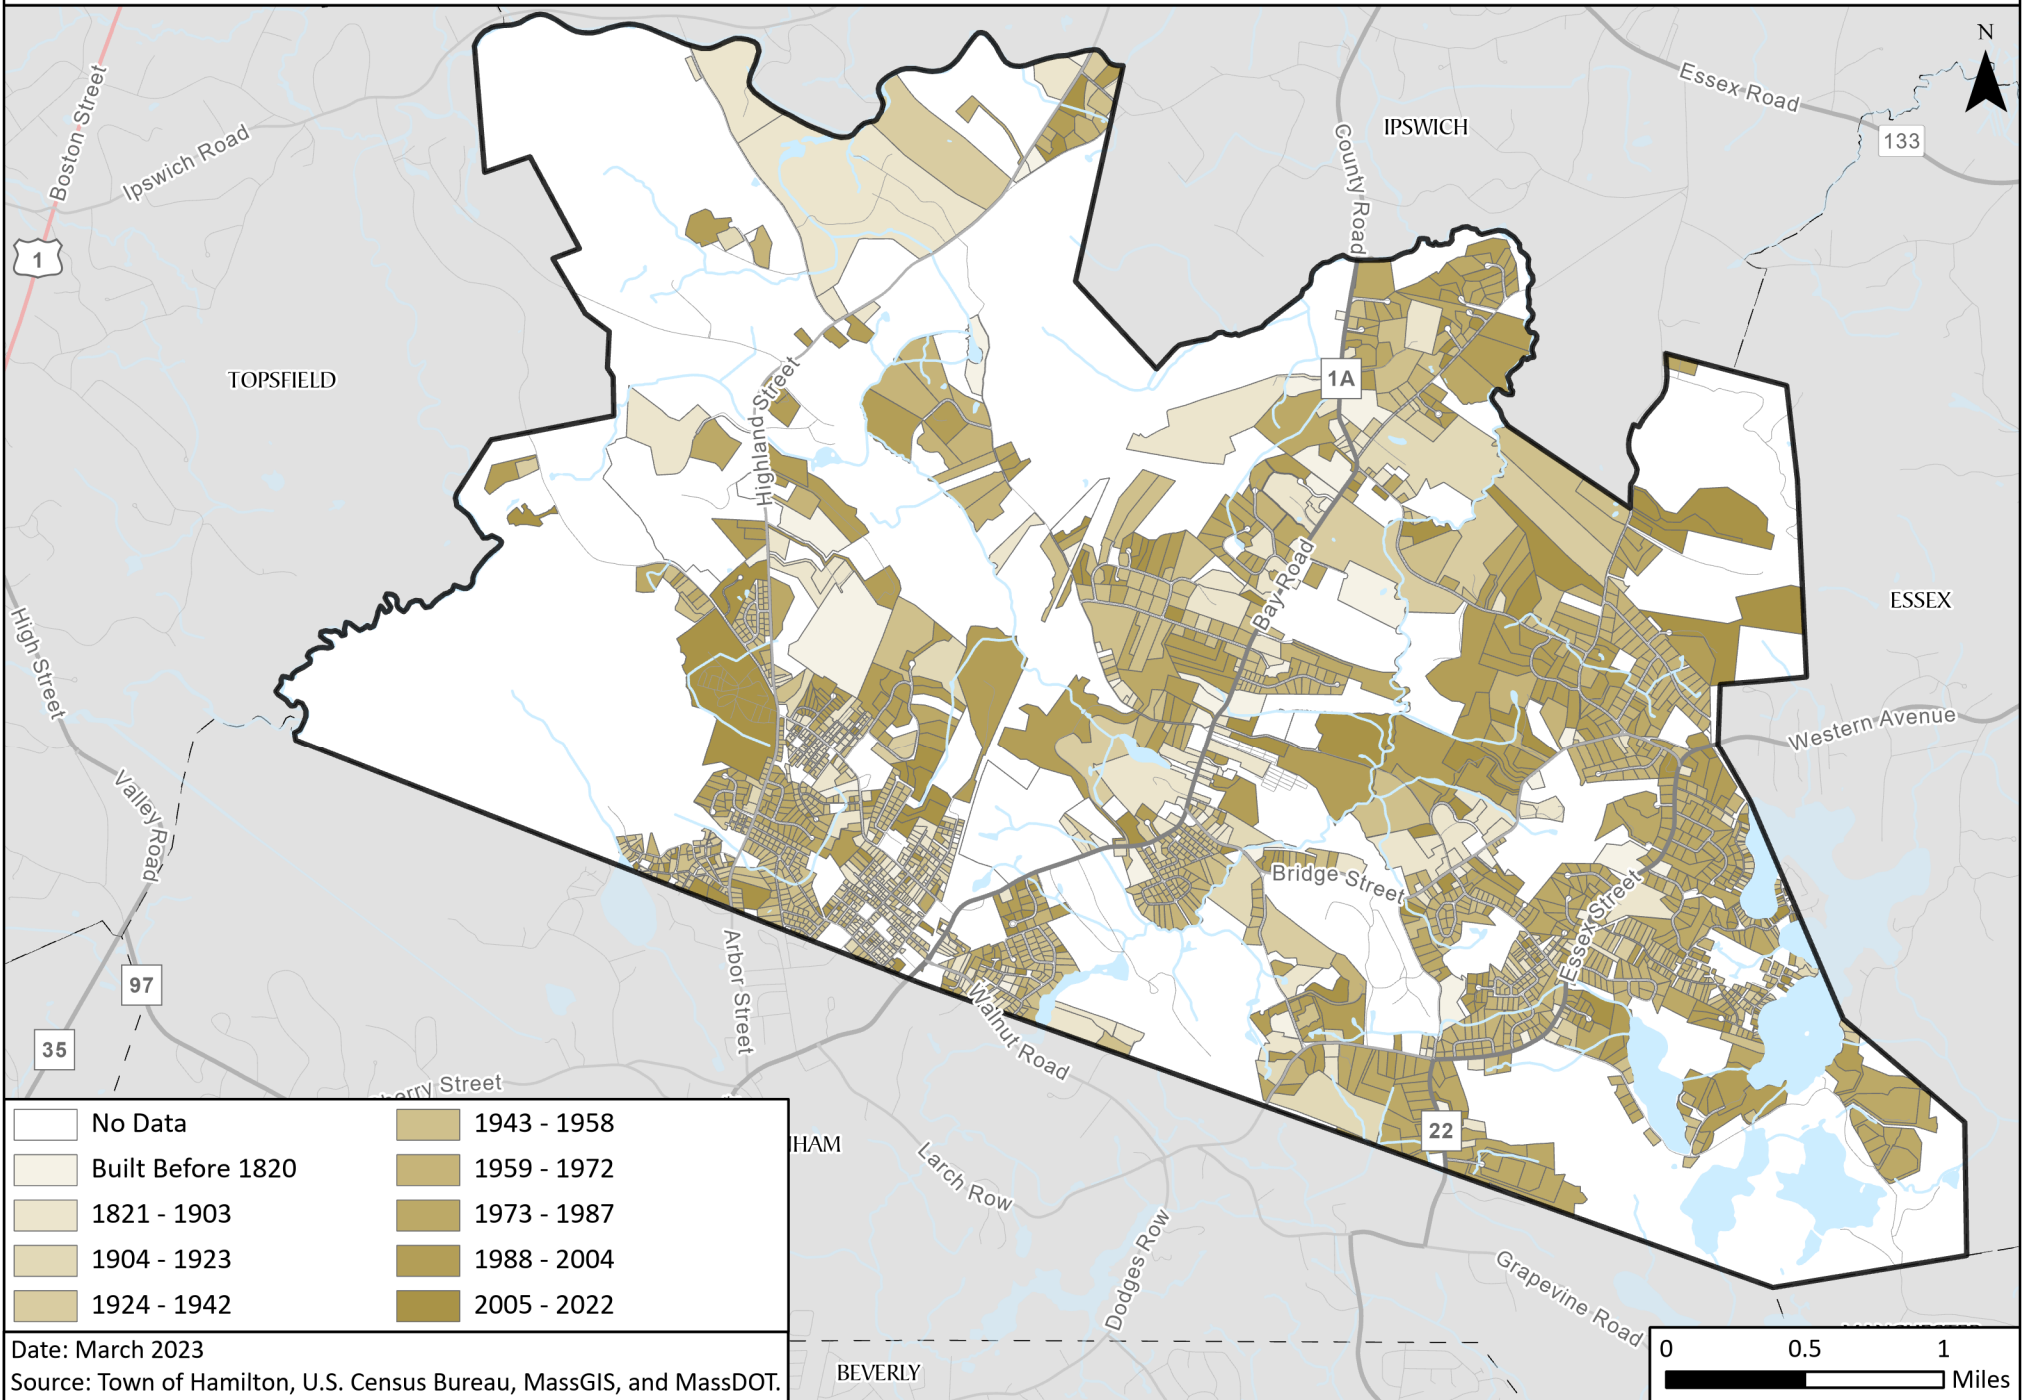 N
Essex Road
133
IPSWICH
County Road
Boston Street
Ipswich Road
1
TOPSFIELD
1A
Highland Street
Bay Road
ESSEX
High Street
Western Avenue
Valley Road
Bridge Street
Essex Street
Arbor Street
97
Walnut Road
35
22
Larch Row
Dodges Row
Grapevine Road
BEVERLY
Street
No Data
Built Before 1820
1821 - 1903
1904 - 1923
1924 - 1942
1943 - 1958
1959 - 1972
1973 - 1987
1988 - 2004
2005 - 2022
Date: March 2023
Source: Town of Hamilton, U.S. Census Bureau, MassGIS, and MassDOT.
0 0.5 1
Miles